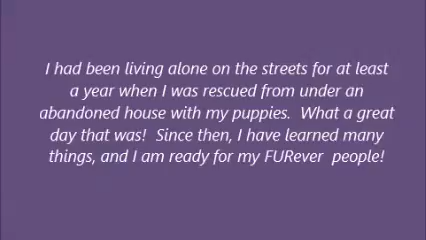 I had been living alone on the streets for at least
a year when I was rescued from under an
abandoned house with my puppies.  What a great
day that was!  Since then, I have learned many
things, and I am ready for my FURever  people!